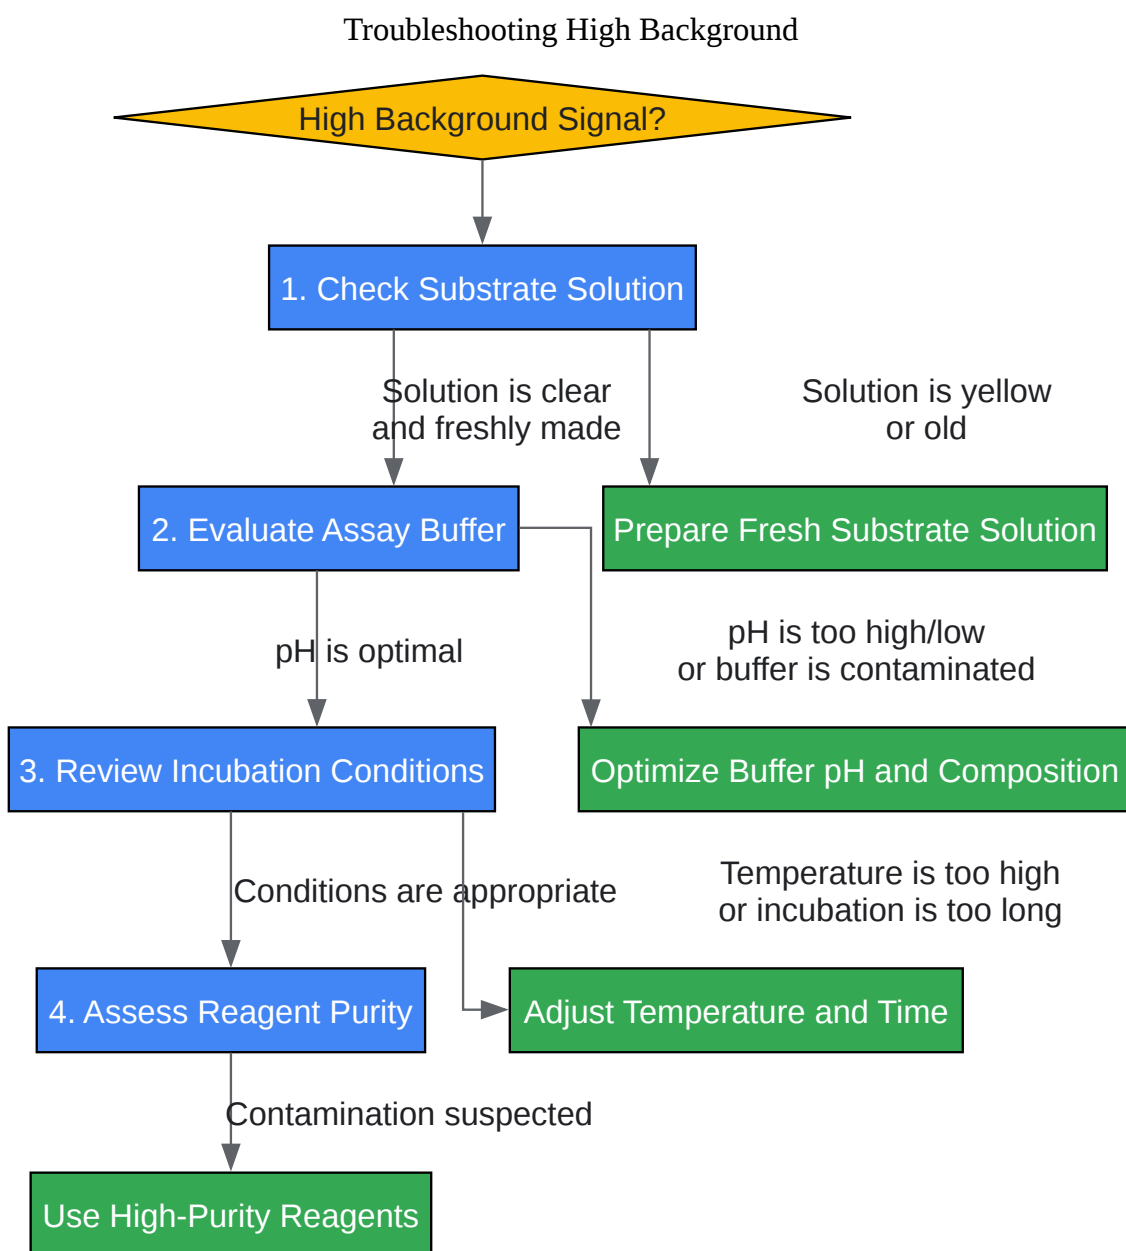 Troubleshooting High Background
High Background Signal?
1. Check Substrate Solution
Solution is clear
and freshly made
Solution is yellow
or old
2. Evaluate Assay Buffer
Prepare Fresh Substrate Solution
pH is optimal
pH is too high/low
or buffer is contaminated
3. Review Incubation Conditions
Optimize Buffer pH and Composition
Conditions are appropriate
Temperature is too high
or incubation is too long
4. Assess Reagent Purity
Adjust Temperature and Time
Contamination suspected
Use High-Purity Reagents